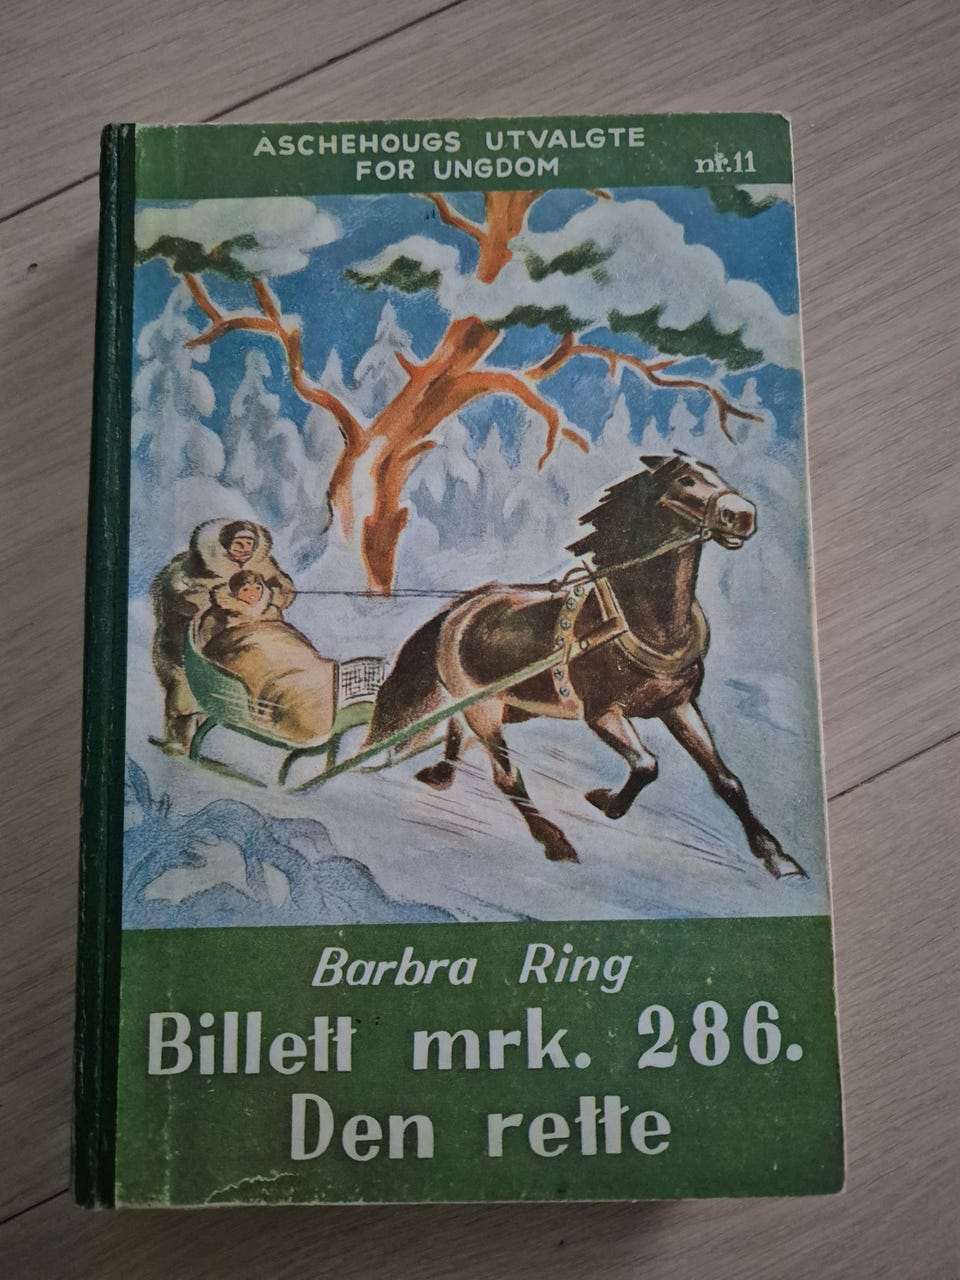 ASCHEHOUGS UTVALGTE
FOR UNGDOM
nr.11
Barbra Ring
Billett mrk. 286.
Den rette